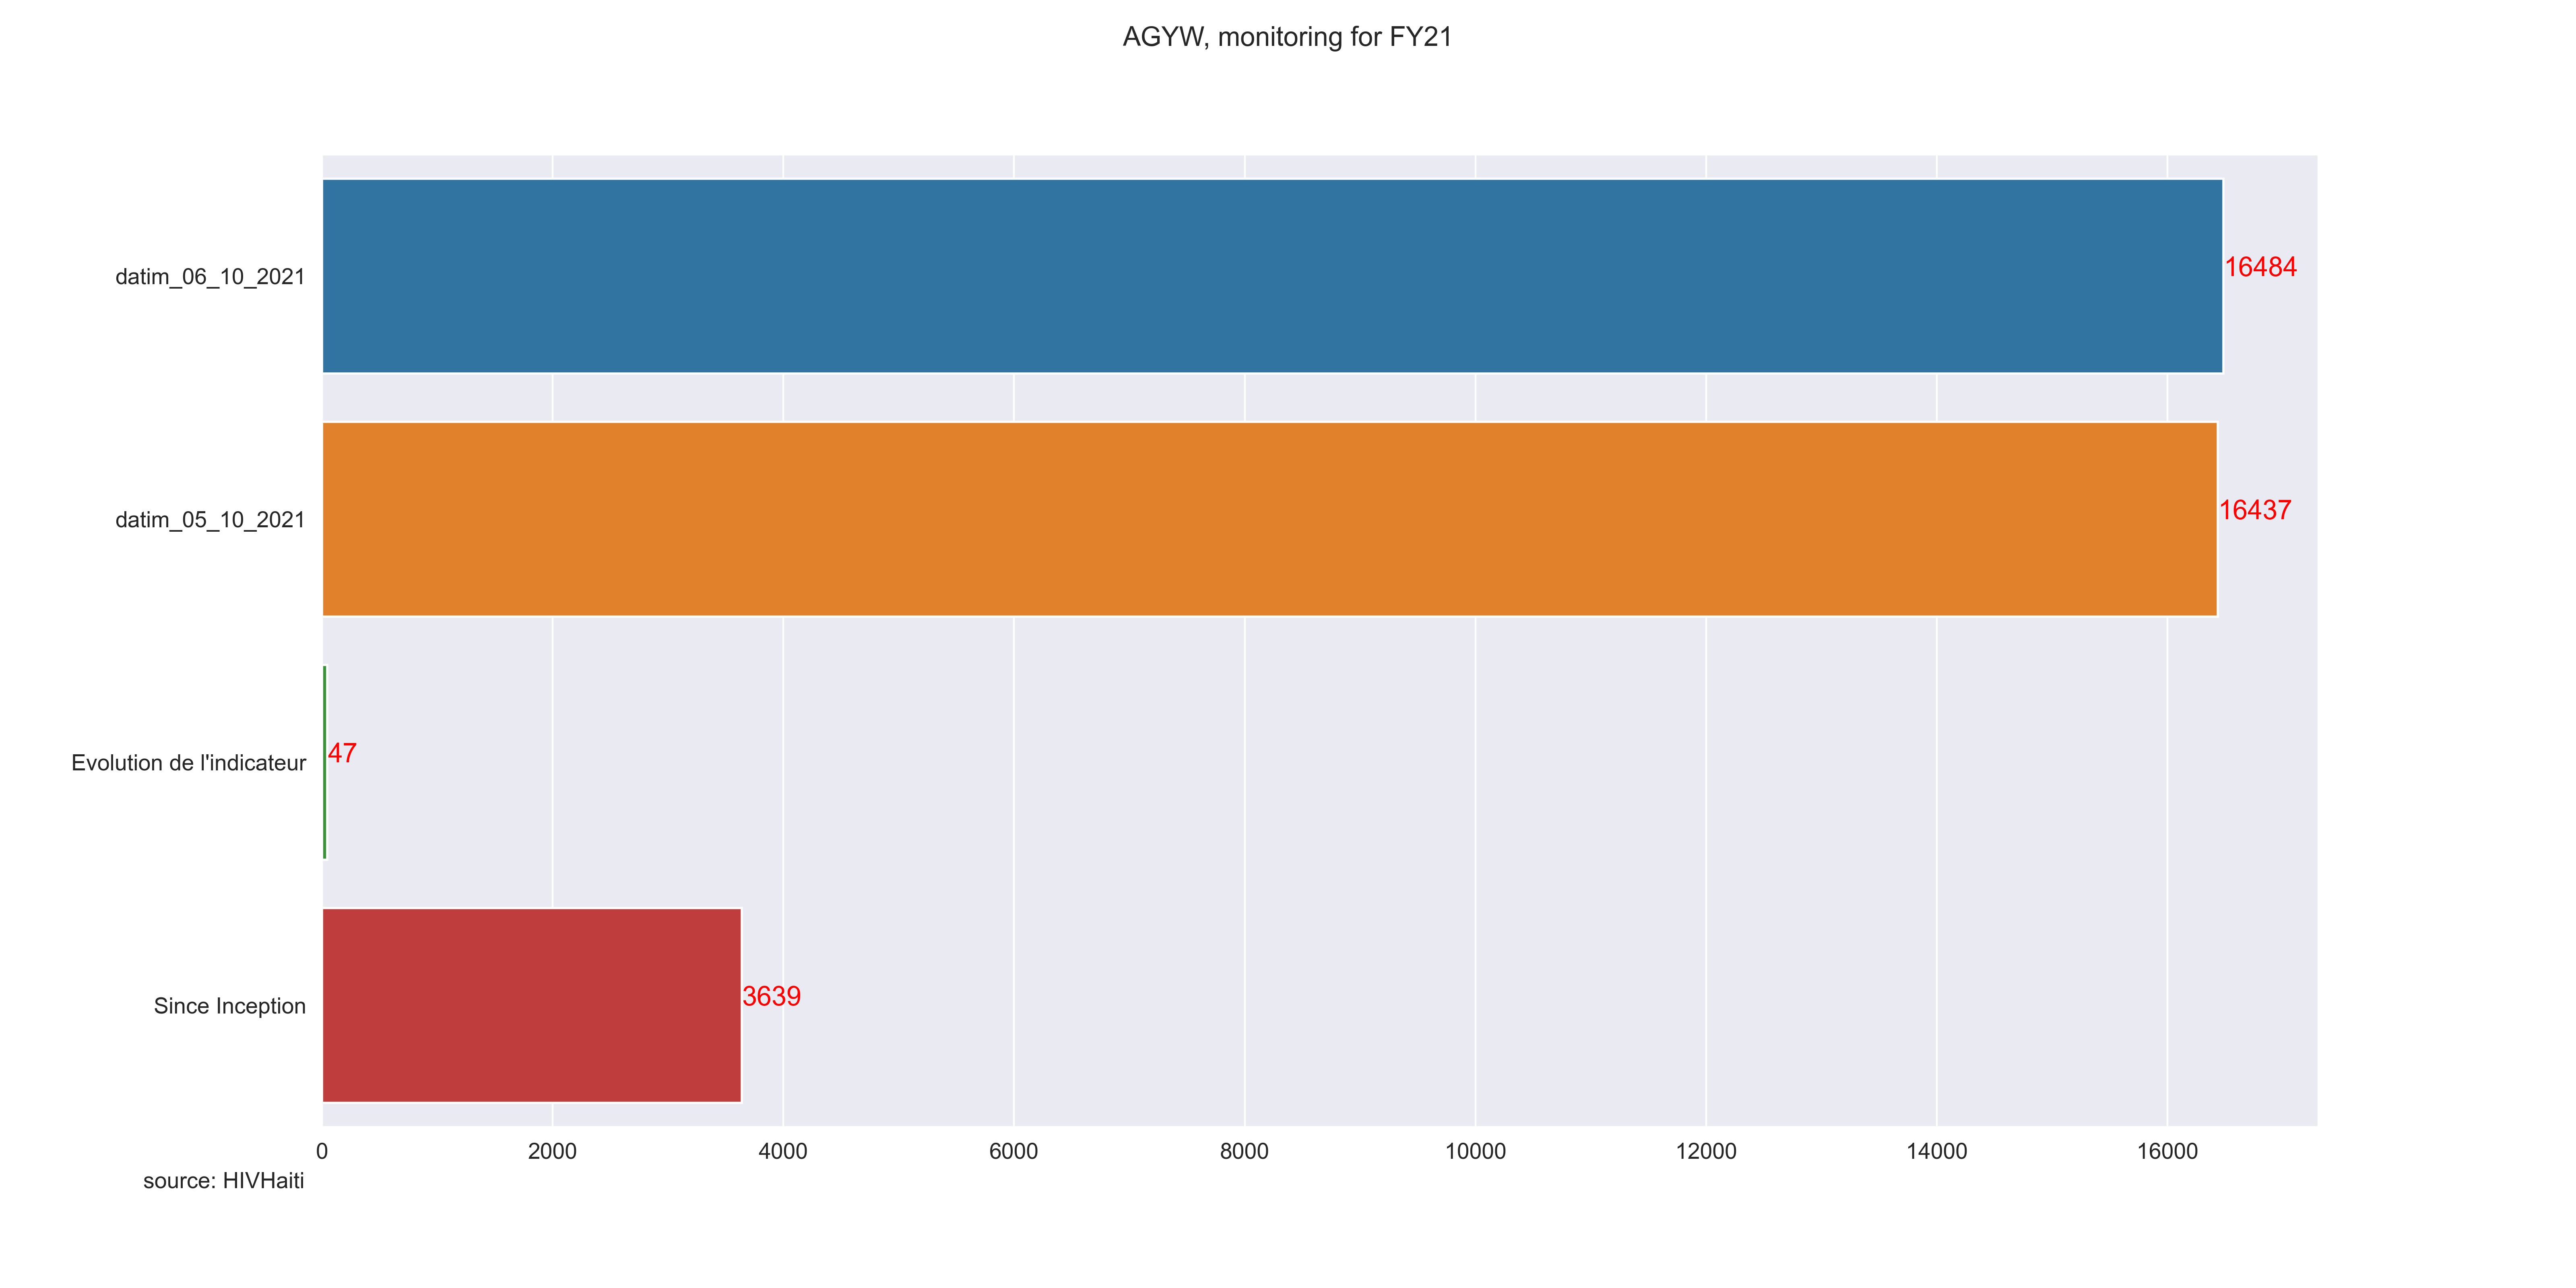 AGYW, monitoring for FY21
datim_06_10_2021
16484
datim_05_10_2021
16437
Evolution de l'indicateur
47
Since Inception
3639
0 2000 4000 6000 8000 10000 12000 14000 16000
source: HIVHaiti